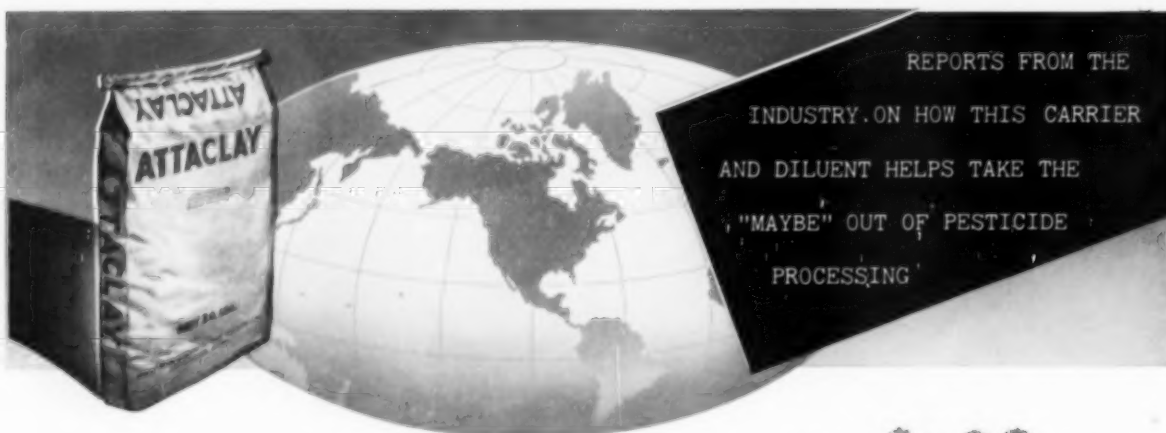 ATTACLAY
ATTACLAY
ATTACLAY
REPORTS FROM THE
INDUSTRY ON HOW THIS CARRIER
AND DILUENT HELPS TAKE THE
"MAYBE" OUT OF PESTICIDE
PROCESSING